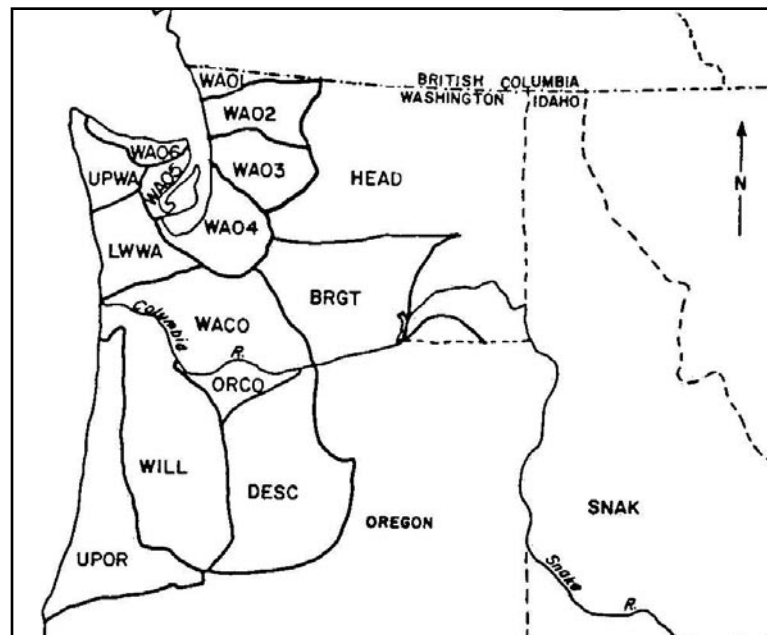 WA01
BRITISH COLUMBIA
WASHINGTON IDAHO
WA02
WA06
WA03
UPWA
WA05
HEAD
N
WA04
LWWA
BRGT
Columbia
WACO
R.
ORCO
WILL
DESC
SNAK
OREGON
UPOR
Snake
R.